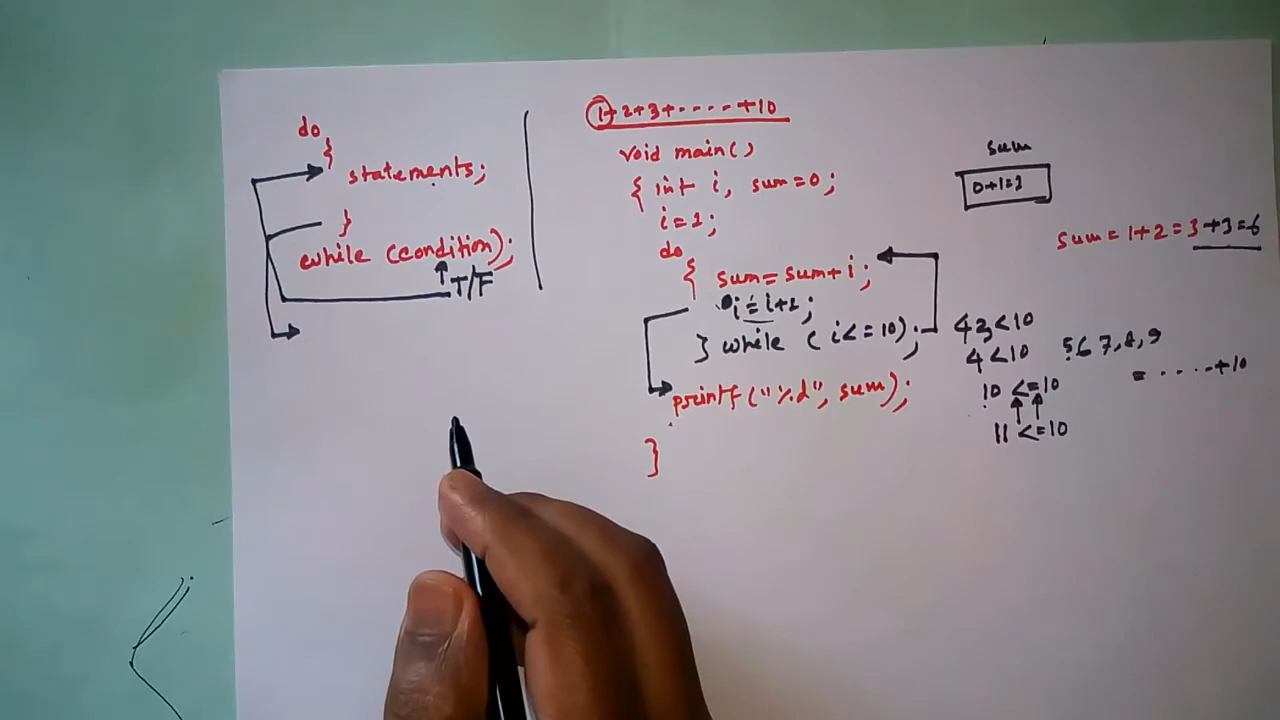 do
{
statements;
}
while (condition);
T/F
1+2+3+.....+10
void main()
{ int i, sum=0;
i=1;
do
{ sum=sum+i;
i=i+1;
} while (i<=10);
printf("%d", sum);
}
sum
0+1=1
sum=1+2=3+3=6
3<10
4<10 5 6 7, 8, 9
10<=10 =.....+10
11<=10